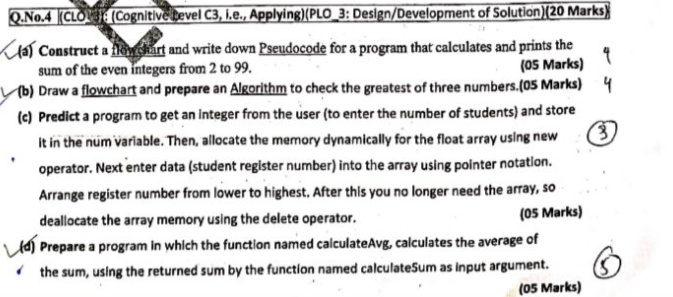 Q.No.4 [(CLO 3): (Cognitive Level C3, i.e., Applying)(PLO_3: Design/Development of Solution)(20 Marks)]
(a) Construct a flowchart and write down Pseudocode for a program that calculates and prints the
sum of the even integers from 2 to 99. (05 Marks) 4
(b) Draw a flowchart and prepare an Algorithm to check the greatest of three numbers.(05 Marks) 4
(c) Predict a program to get an integer from the user (to enter the number of students) and store
it in the num variable. Then, allocate the memory dynamically for the float array using new 3
operator. Next enter data (student register number) into the array using pointer notation.
Arrange register number from lower to highest. After this you no longer need the array, so
deallocate the array memory using the delete operator. (05 Marks)
(d) Prepare a program in which the function named calculateAvg, calculates the average of
the sum, using the returned sum by the function named calculateSum as input argument. 5
(05 Marks)